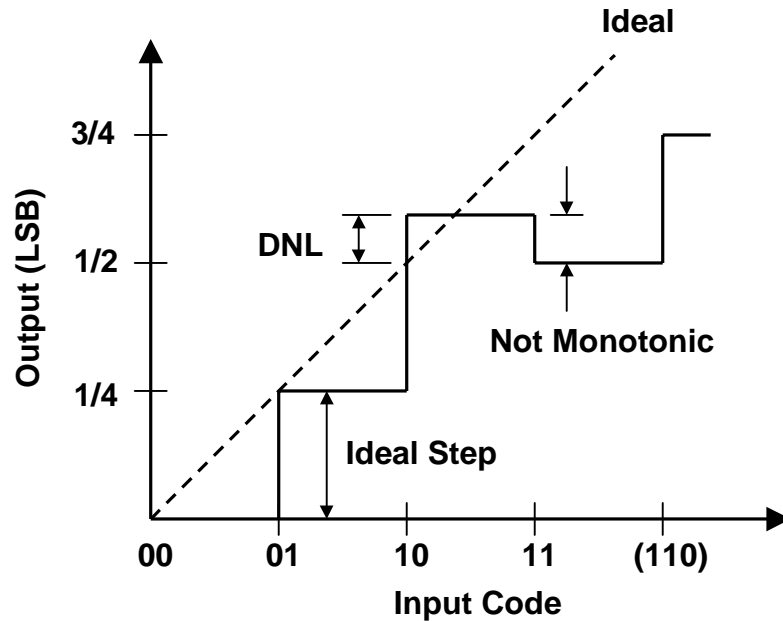 Ideal
3/4
1/2
1/4
Output (LSB)
DNL
Not Monotonic
Ideal Step
00 01 10 11 (110)
Input Code